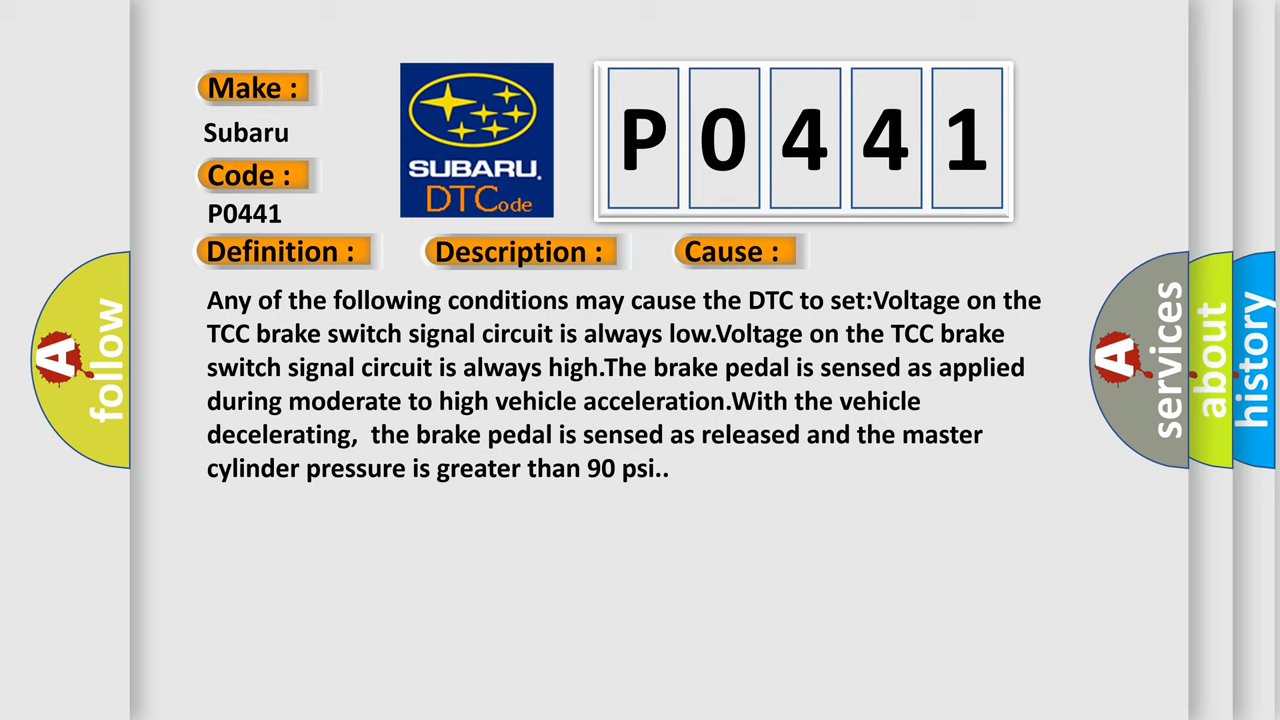 Make :
Subaru
Code :
P0441
SUBARU
DTCode
P0441
Definition :
Description :
Cause :
Any of the following conditions may cause the DTC to set:Voltage on the
TCC brake switch signal circuit is always low.Voltage on the TCC brake
switch signal circuit is always high.The brake pedal is sensed as applied
during moderate to high vehicle acceleration.With the vehicle
decelerating,  the brake pedal is sensed as released and the master
cylinder pressure is greater than 90 psi..
A follow
A services
about
history